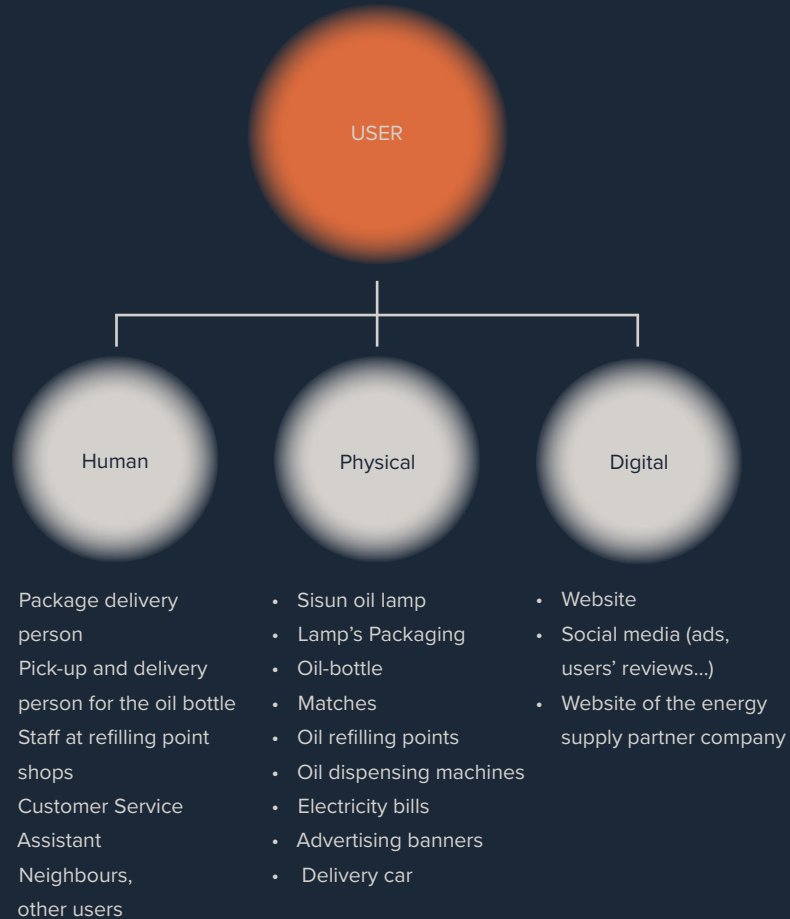 USER
Human
Physical
Digital
Package delivery
person
Pick-up and delivery
person for the oil bottle
Staff at refilling point
shops
Customer Service
Assistant
Neighbours,
other users
• Sisun oil lamp
• Lamp’s Packaging
• Oil-bottle
• Matches
• Oil refilling points
• Oil dispensing machines
• Electricity bills
• Advertising banners
• Delivery car
• Website
• Social media (ads,
users’ reviews...)
• Website of the energy
supply partner company